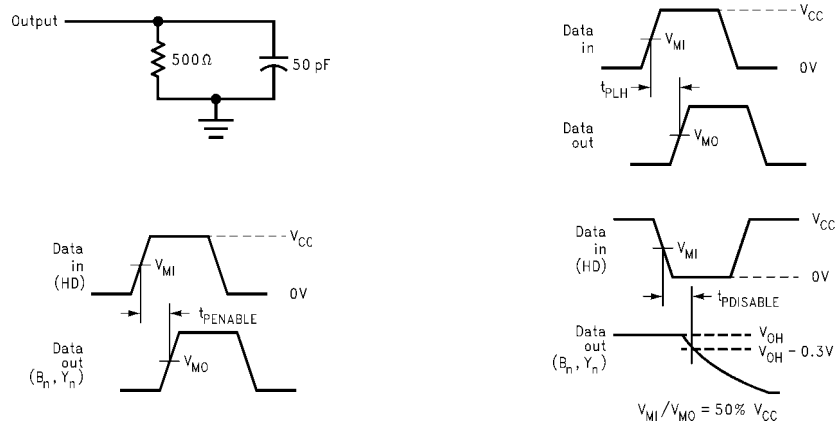 Output
500Ω
50 pF
Data in
V_CC
V_MI
0V
t_PLH
Data out
V_MO
Data in (HD)
V_CC
V_MI
0V
t_PENABLE
Data out (B_n, Y_n)
V_MO
Data in (HD)
V_CC
V_MI
0V
t_PDISABLE
Data out (B_n, Y_n)
V_OH
V_OH - 0.3V
V_MI/V_MO = 50% V_CC